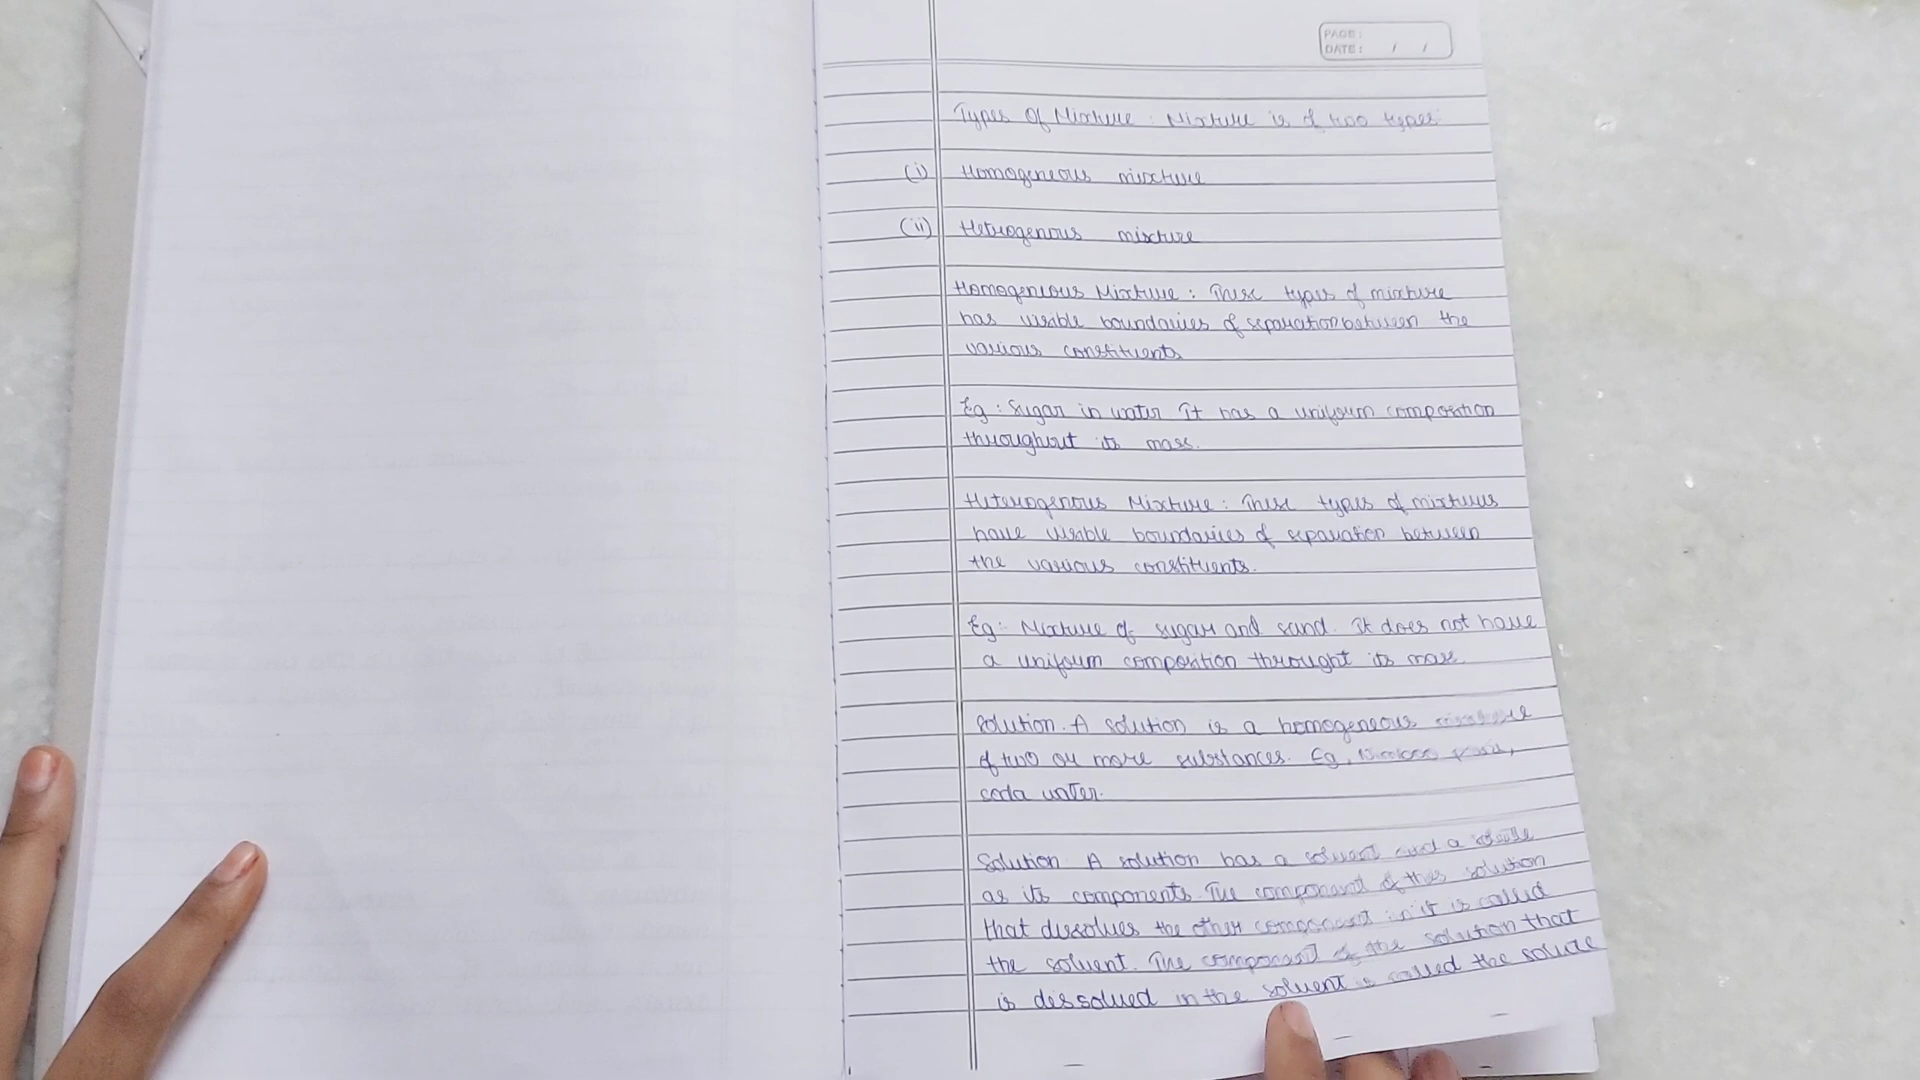 PAGE:
DATE: / /
Types Of Mixture : Mixture is of two types:
(i) Homogeneous mixture
(ii) Hetrogenous mixture
Homogenious Mixture : These types of mixture
has visible boundaries of separation between the
various constituents
Eg : Sugar in water It has a uniform composition
throughout its mass.
Heterogenous Mixture : These types of mixtures
have visible boundaries of separation between
the various constituents.
Eg:- Mixture of sugar and sand. It does not have
a uniform composition throught its mass.
Solution. A solution is a homogeneous mixture
of two or more substances. Eg,
soda water.
Solution. A solution has a solvent and a solute
as its components. The component of the solution
that dissolves the other component in it is called
the solvent. The component of the solution that
is dissolved in the solvent is called the solute